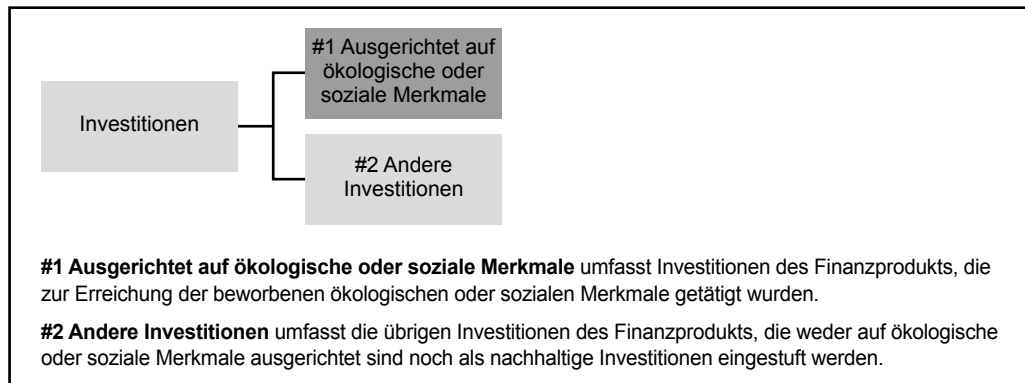 #1 Ausgerichtet auf
ökologische oder
soziale Merkmale
Investitionen
#2 Andere
Investitionen
#1 Ausgerichtet auf ökologische oder soziale Merkmale umfasst Investitionen des Finanzprodukts, die
zur Erreichung der beworbenen ökologischen oder sozialen Merkmale getätigt wurden.
#2 Andere Investitionen umfasst die übrigen Investitionen des Finanzprodukts, die weder auf ökologische
oder soziale Merkmale ausgerichtet sind noch als nachhaltige Investitionen eingestuft werden.